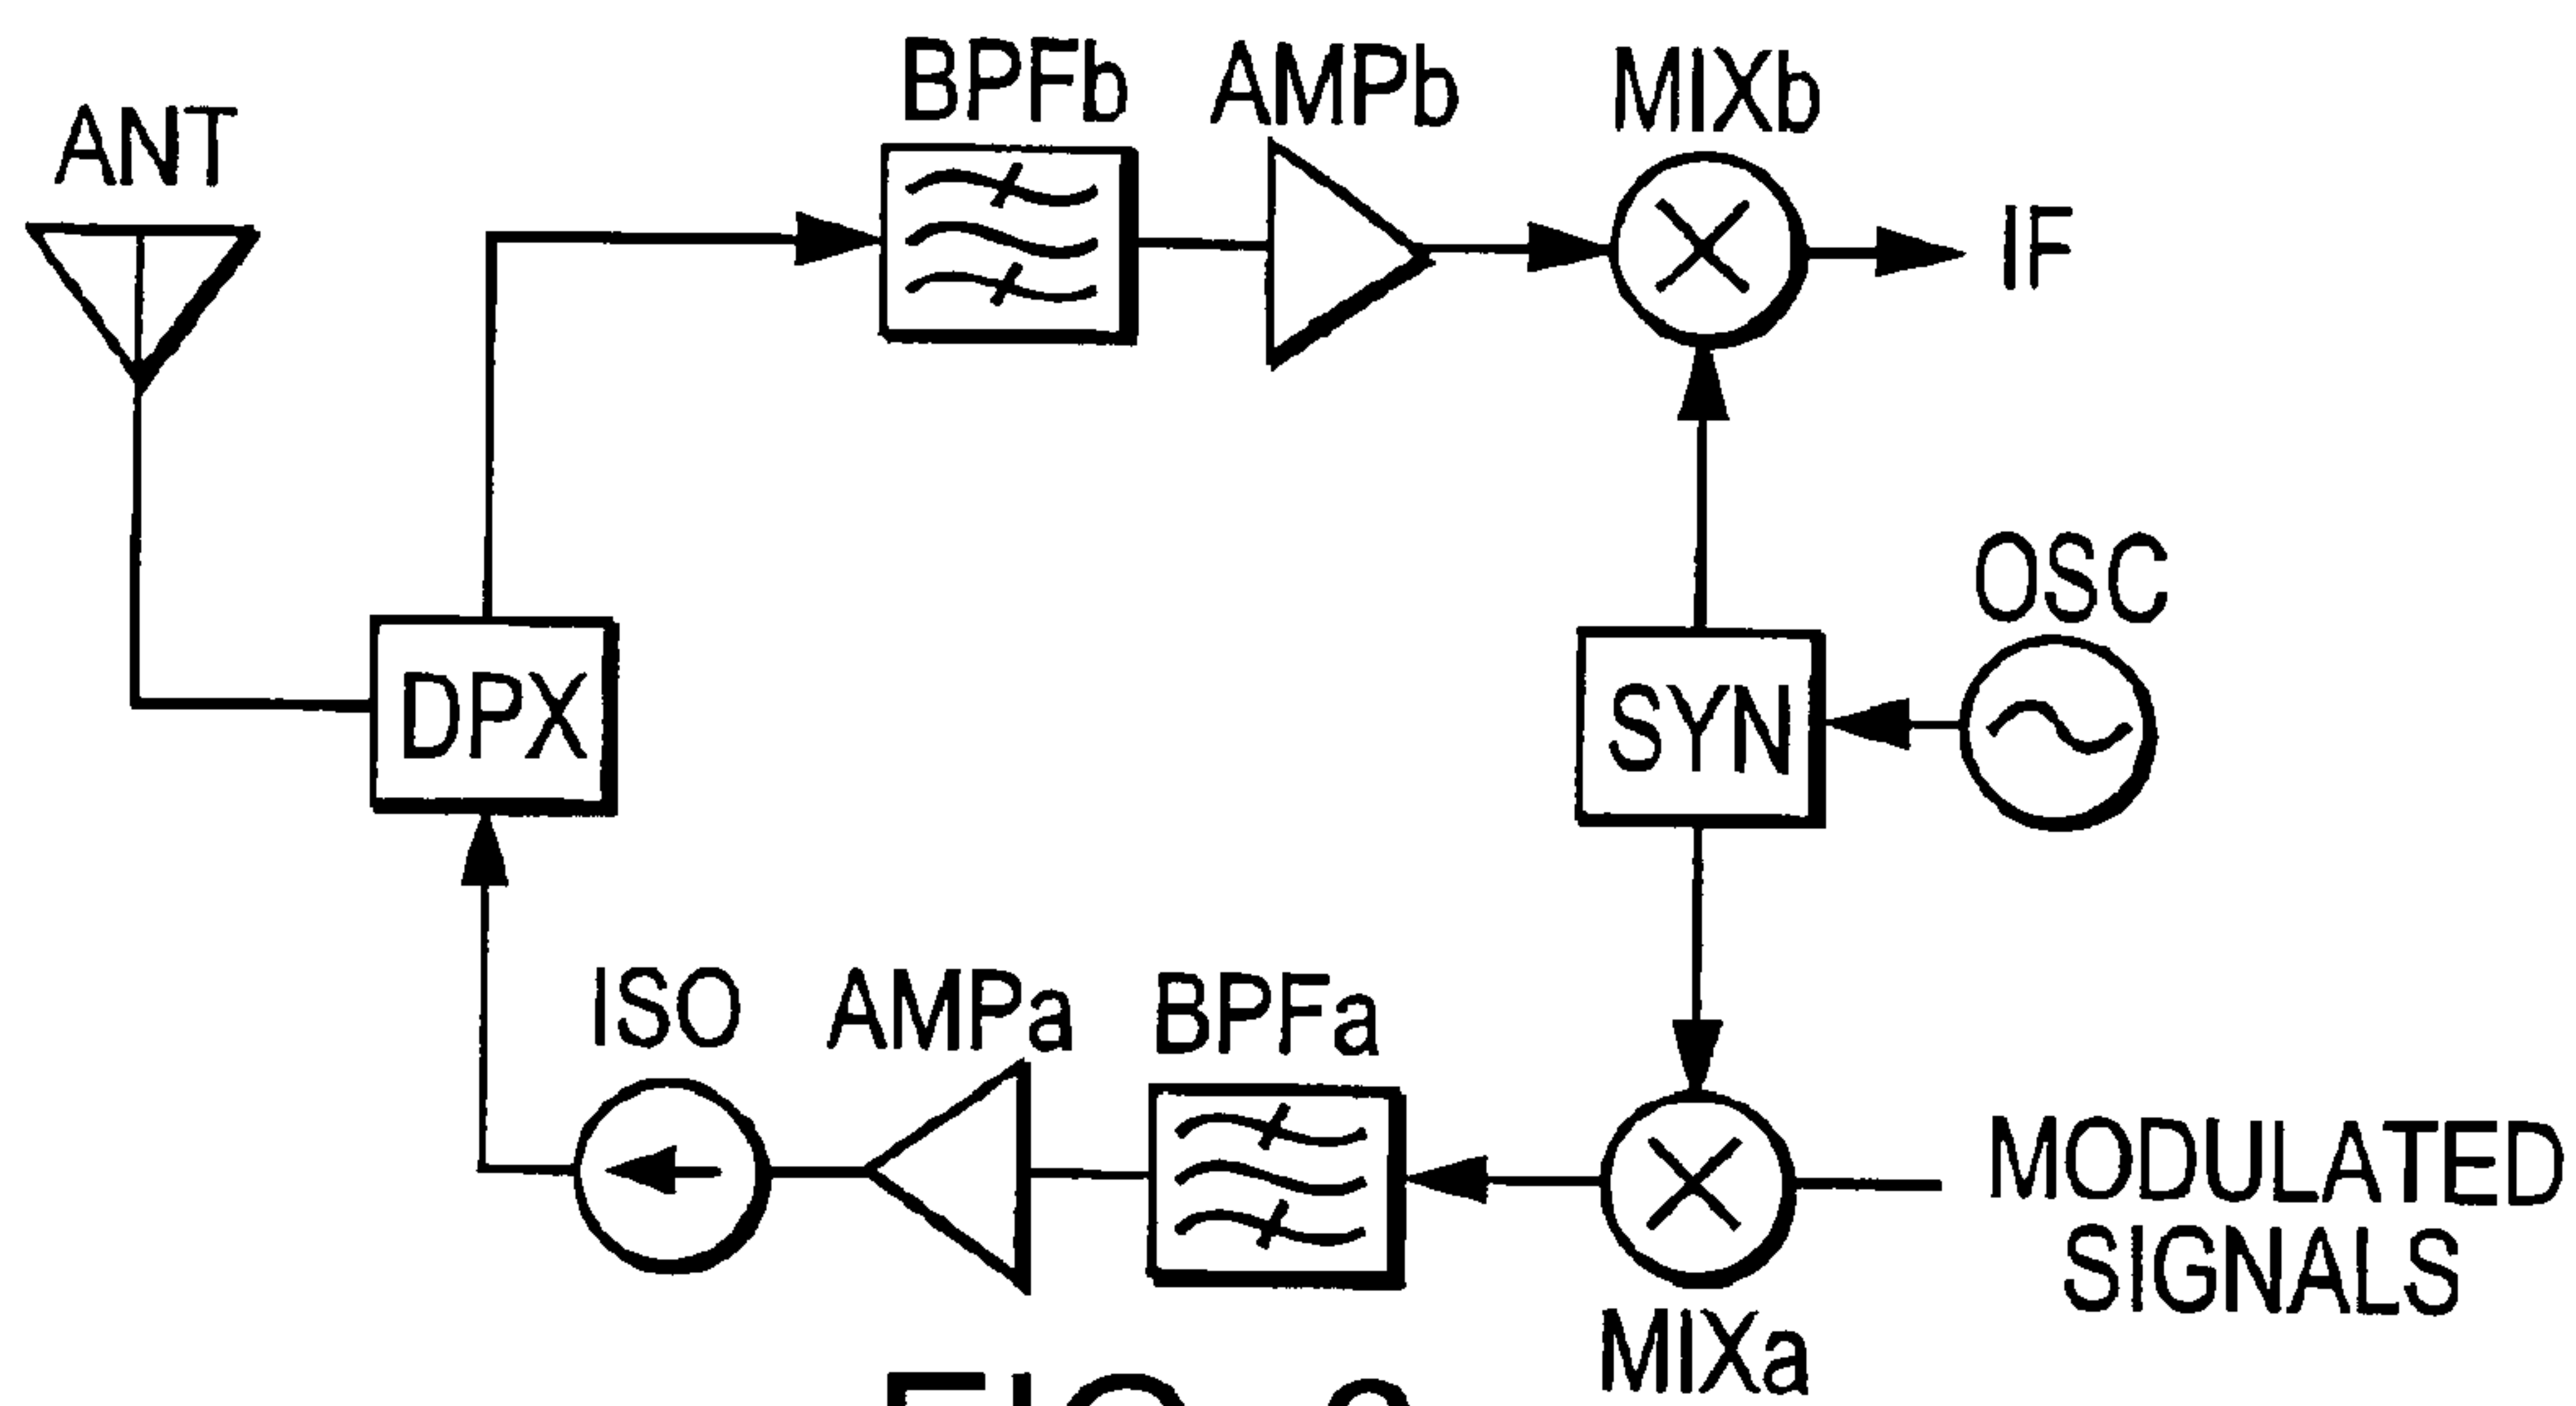 BPFb
AMPb
MIXb
ANT
IF
OSC
DPX
SYN
ISO
AMPa
BPFa
MODULATED
SIGNALS
MIXa